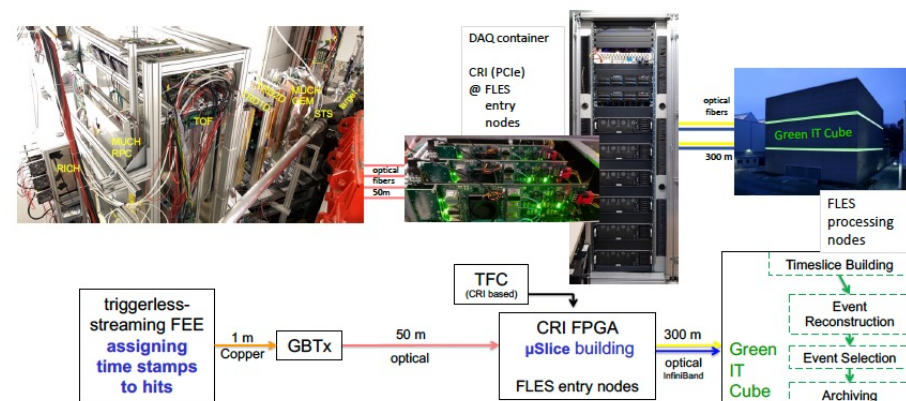 DAQ container
CRI (PCIe)
@ FLES
entry
nodes
RICH
MUCH
RPC
TOF
MUCH
GEM
STS
optical
fibers
50m
optical
fibers
300 m
Green IT Cube
FLES
processing
nodes
triggerless-
streaming FEE
assigning
time stamps
to hits
1 m
Copper
GBTx
50 m
optical
TFC
(CRI based)
CRI FPGA
µSlice building
FLES entry nodes
300 m
optical
InfiniBand
Green
IT
Cube
Timeslice Building
Event
Reconstruction
Event Selection
Archiving